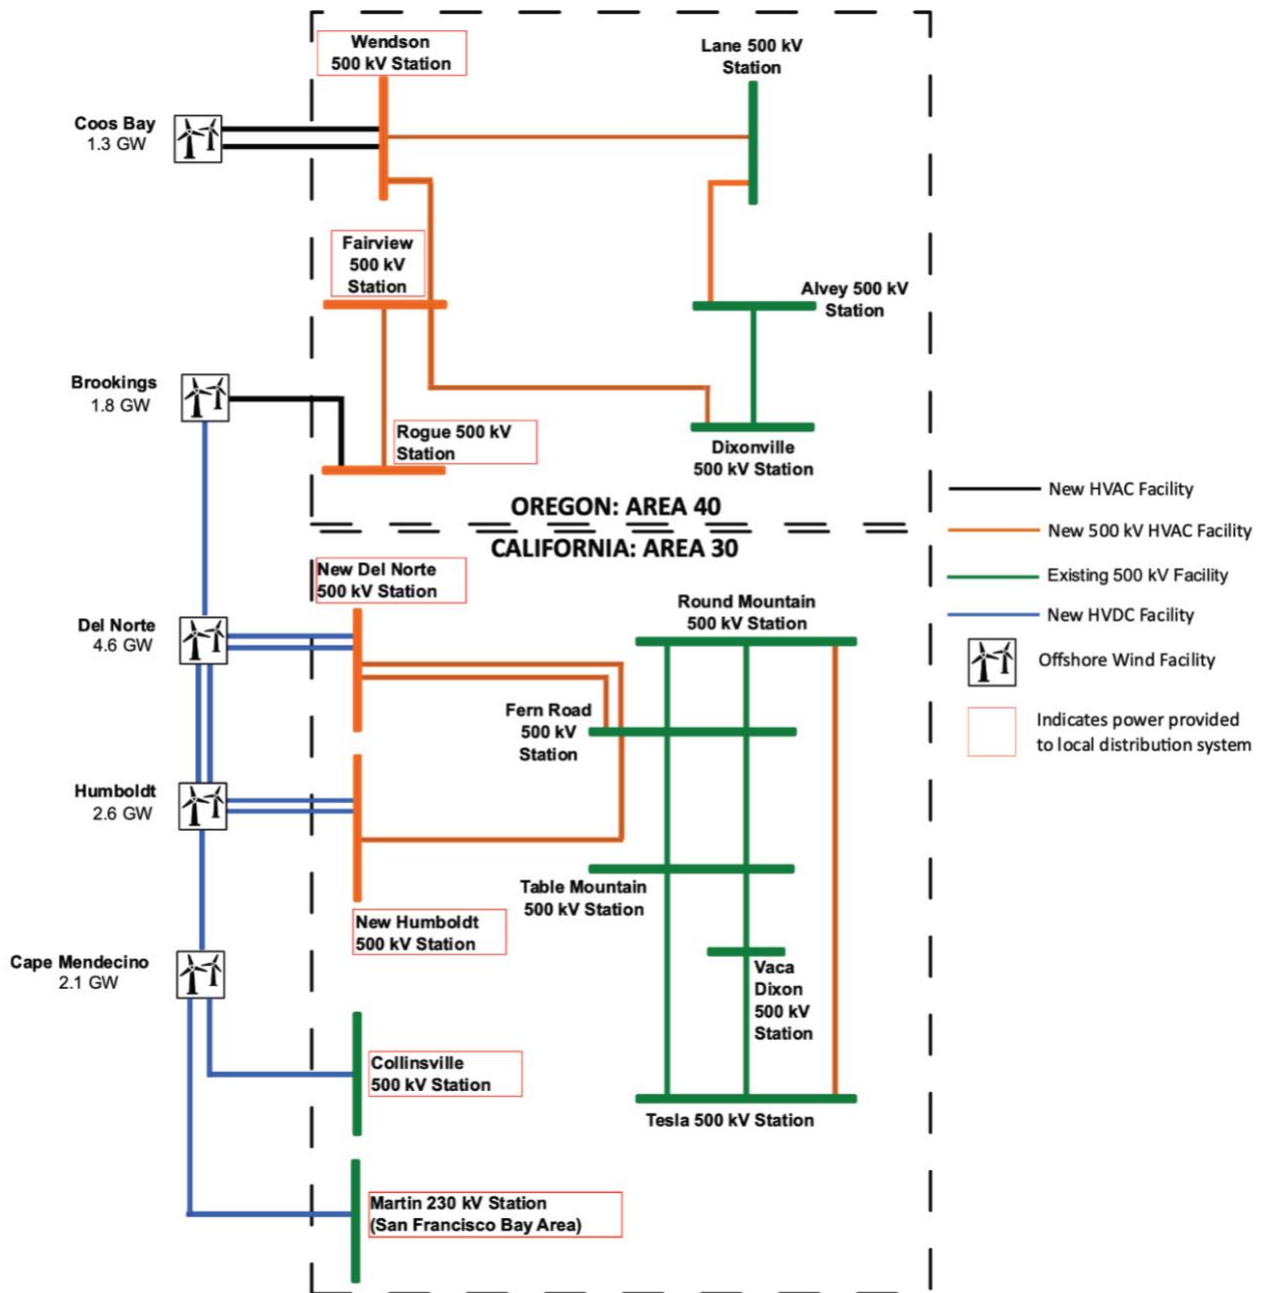 Wendson
500 kV Station
Lane 500 kV
Station
Coos Bay
1.3 GW
Fairview
500 kV
Station
Alvey 500 kV
Station
Brookings
1.8 GW
Rogue 500 kV
Station
Dixonville
500 kV Station
OREGON: AREA 40
CALIFORNIA: AREA 30
New HVAC Facility
New 500 kV HVAC Facility
Existing 500 kV Facility
New HVDC Facility
Offshore Wind Facility
Indicates power provided
to local distribution system
New Del Norte
500 kV Station
Round Mountain
500 kV Station
Del Norte
4.6 GW
Fern Road
500 kV
Station
Humboldt
2.6 GW
Table Mountain
500 kV Station
New Humboldt
500 kV Station
Cape Mendecino
2.1 GW
Vaca
Dixon
500 kV
Station
Collinsville
500 kV Station
Tesla 500 kV Station
Martin 230 kV Station
(San Francisco Bay Area)